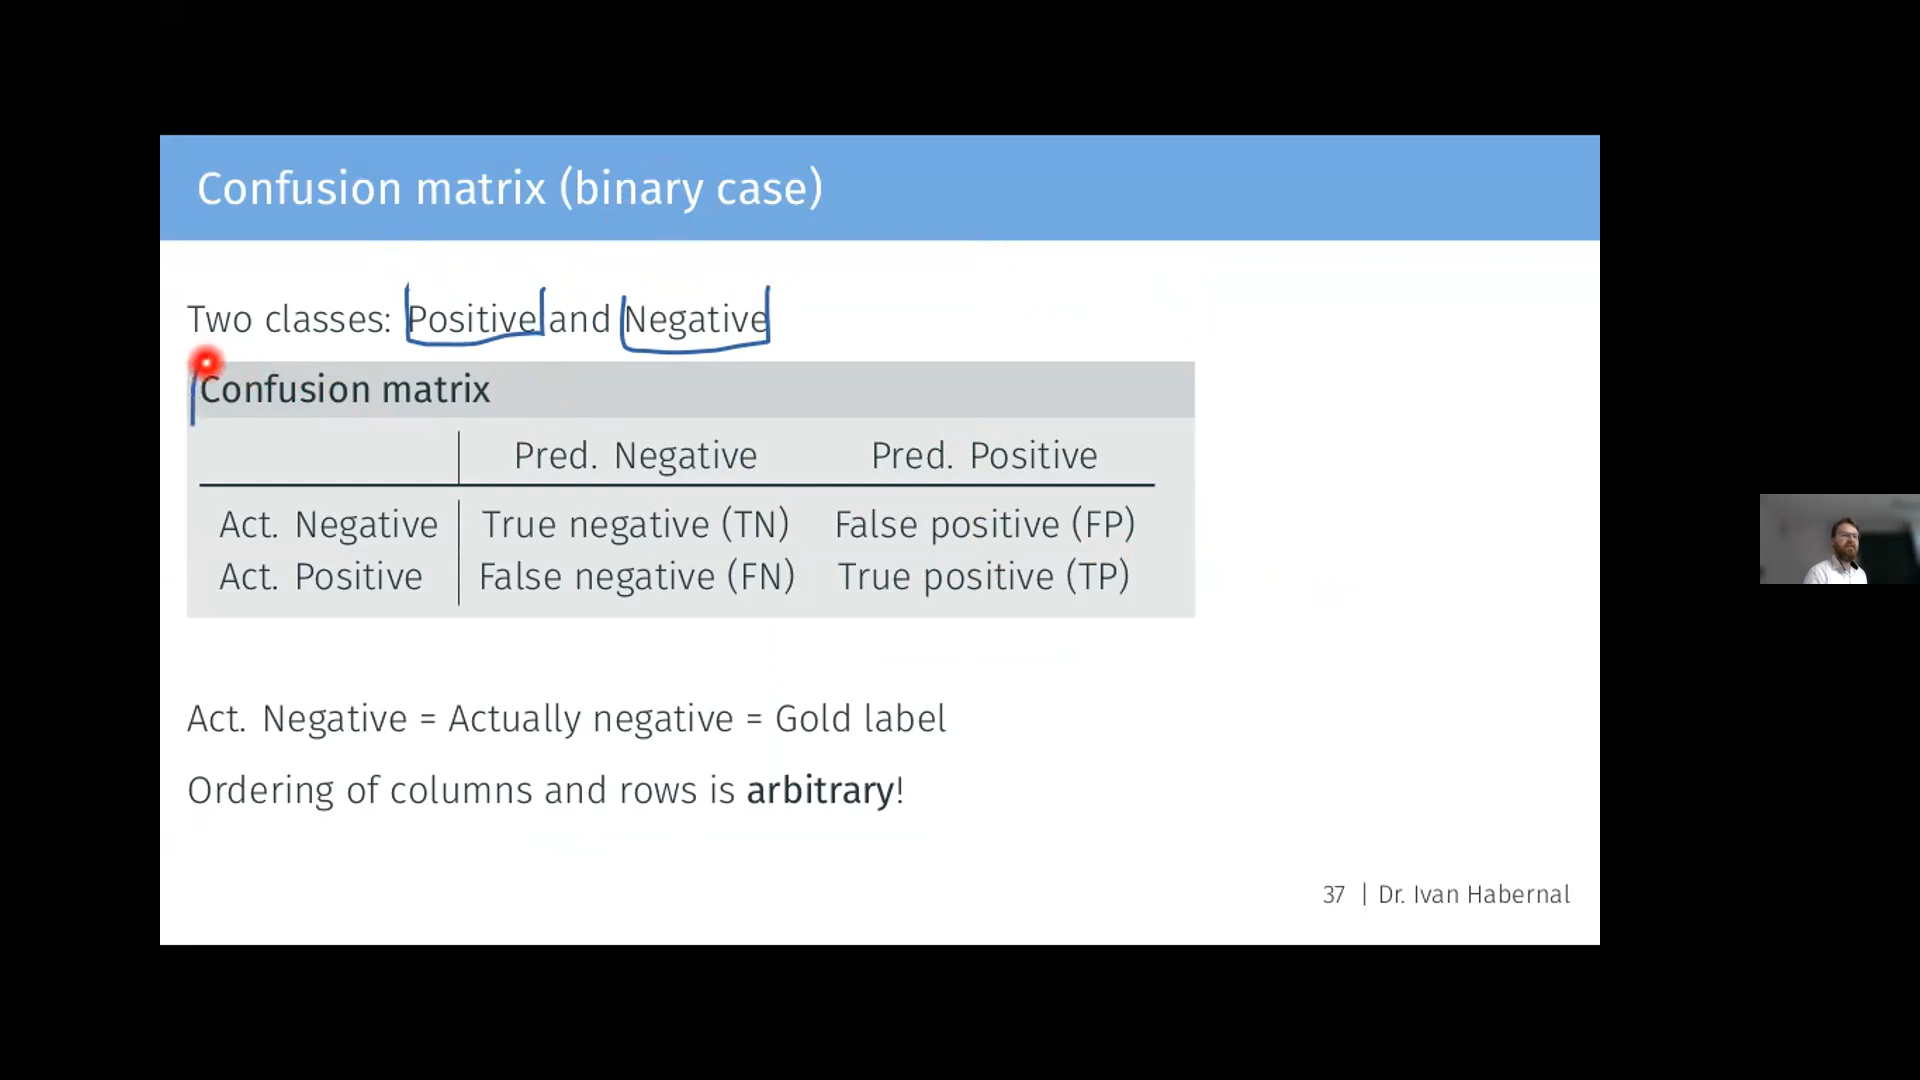 Confusion matrix (binary case)
Two classes: Positive and Negative
Confusion matrix
Pred. Negative Pred. Positive
Act. Negative True negative (TN) False positive (FP)
Act. Positive False negative (FN) True positive (TP)
Act. Negative = Actually negative = Gold label
Ordering of columns and rows is arbitrary!
37 | Dr. Ivan Habernal